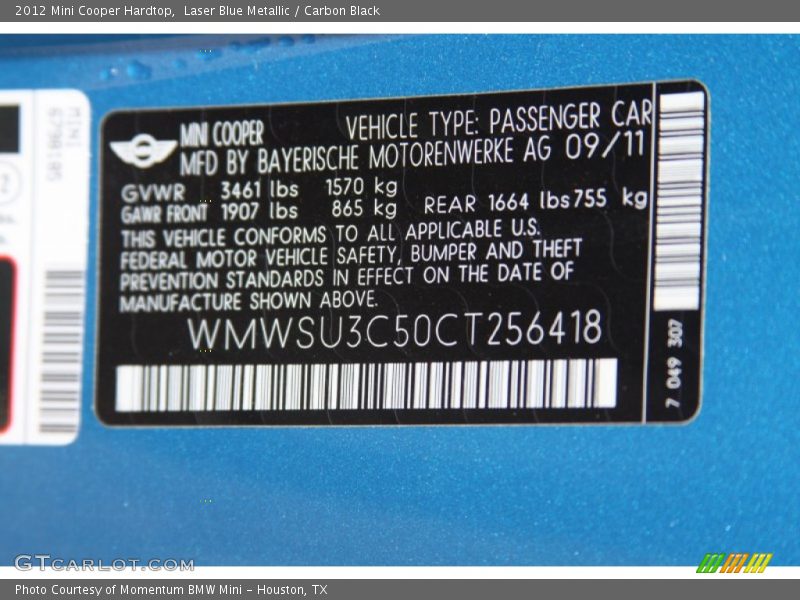 2012 Mini Cooper Hardtop,  Laser Blue Metallic / Carbon Black
MINI COOPER VEHICLE TYPE: PASSENGER CAR
MFD BY BAYERISCHE MOTORENWERKE AG 09/11
GVWR 3461 lbs 1570 kg
GAWR FRONT 1907 lbs 865 kg REAR 1664 lbs 755 kg
THIS VEHICLE CONFORMS TO ALL APPLICABLE U.S.
FEDERAL MOTOR VEHICLE SAFETY, BUMPER AND THEFT
PREVENTION STANDARDS IN EFFECT ON THE DATE OF
MANUFACTURE SHOWN ABOVE.
WMWSU3C50CT256418
7 049 307
MINI
GTCARLOT.COM
Photo Courtesy of Momentum BMW Mini – Houston, TX